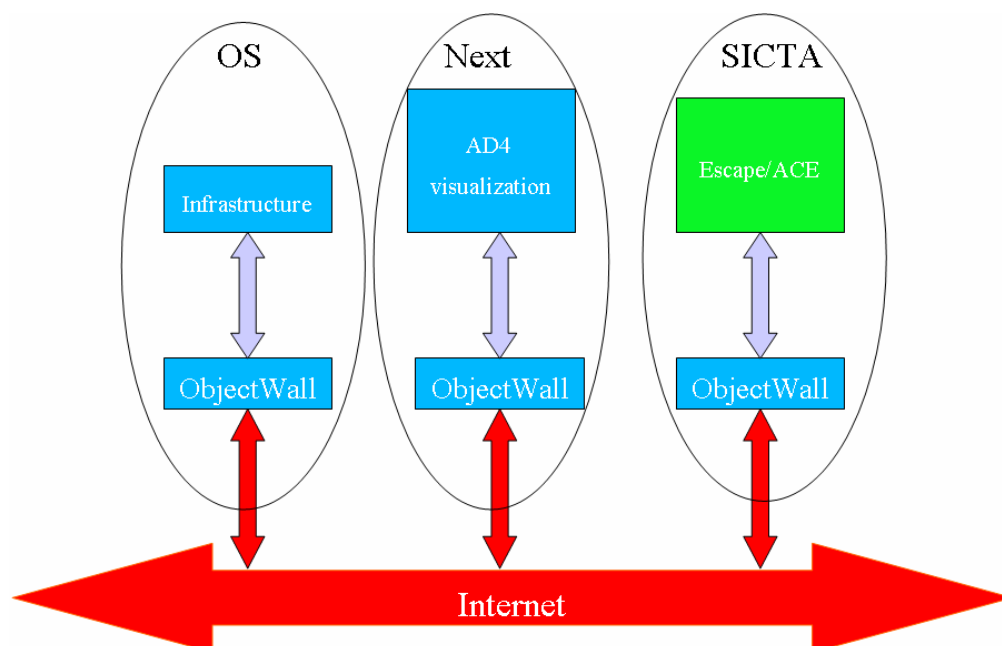 OS
Next
SICTA
Infrastructure
AD4
visualization
Escape/ACE
ObjectWall
ObjectWall
ObjectWall
Internet